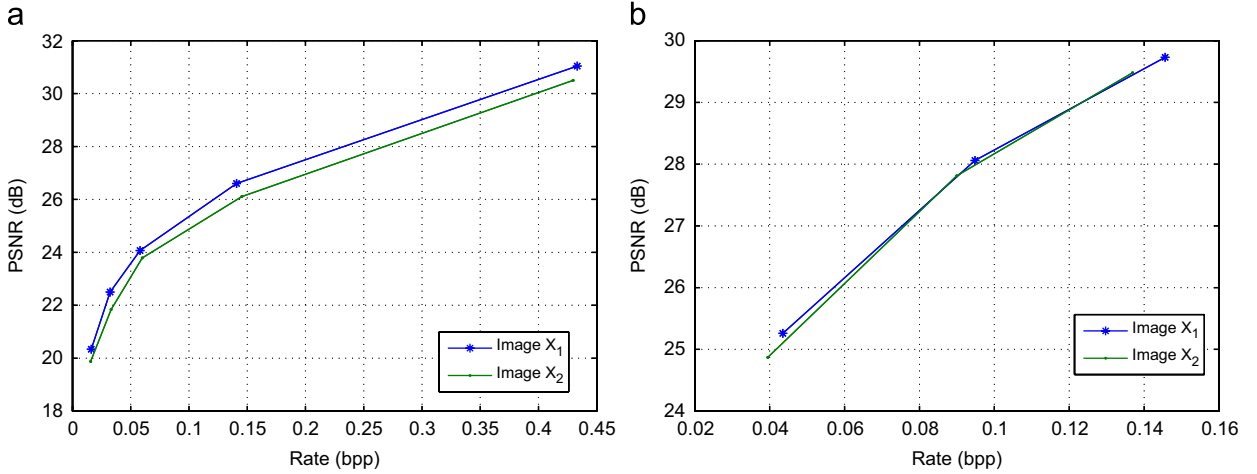 a
32
30
28
26
24
22
20
18
PSNR (dB)
0 0.05 0.1 0.15 0.2 0.25 0.3 0.35 0.4 0.45
Rate (bpp)
Image X1
Image X2
b
30
29
28
27
26
25
24
PSNR (dB)
0.02 0.04 0.06 0.08 0.1 0.12 0.14 0.16
Rate (bpp)
Image X1
Image X2